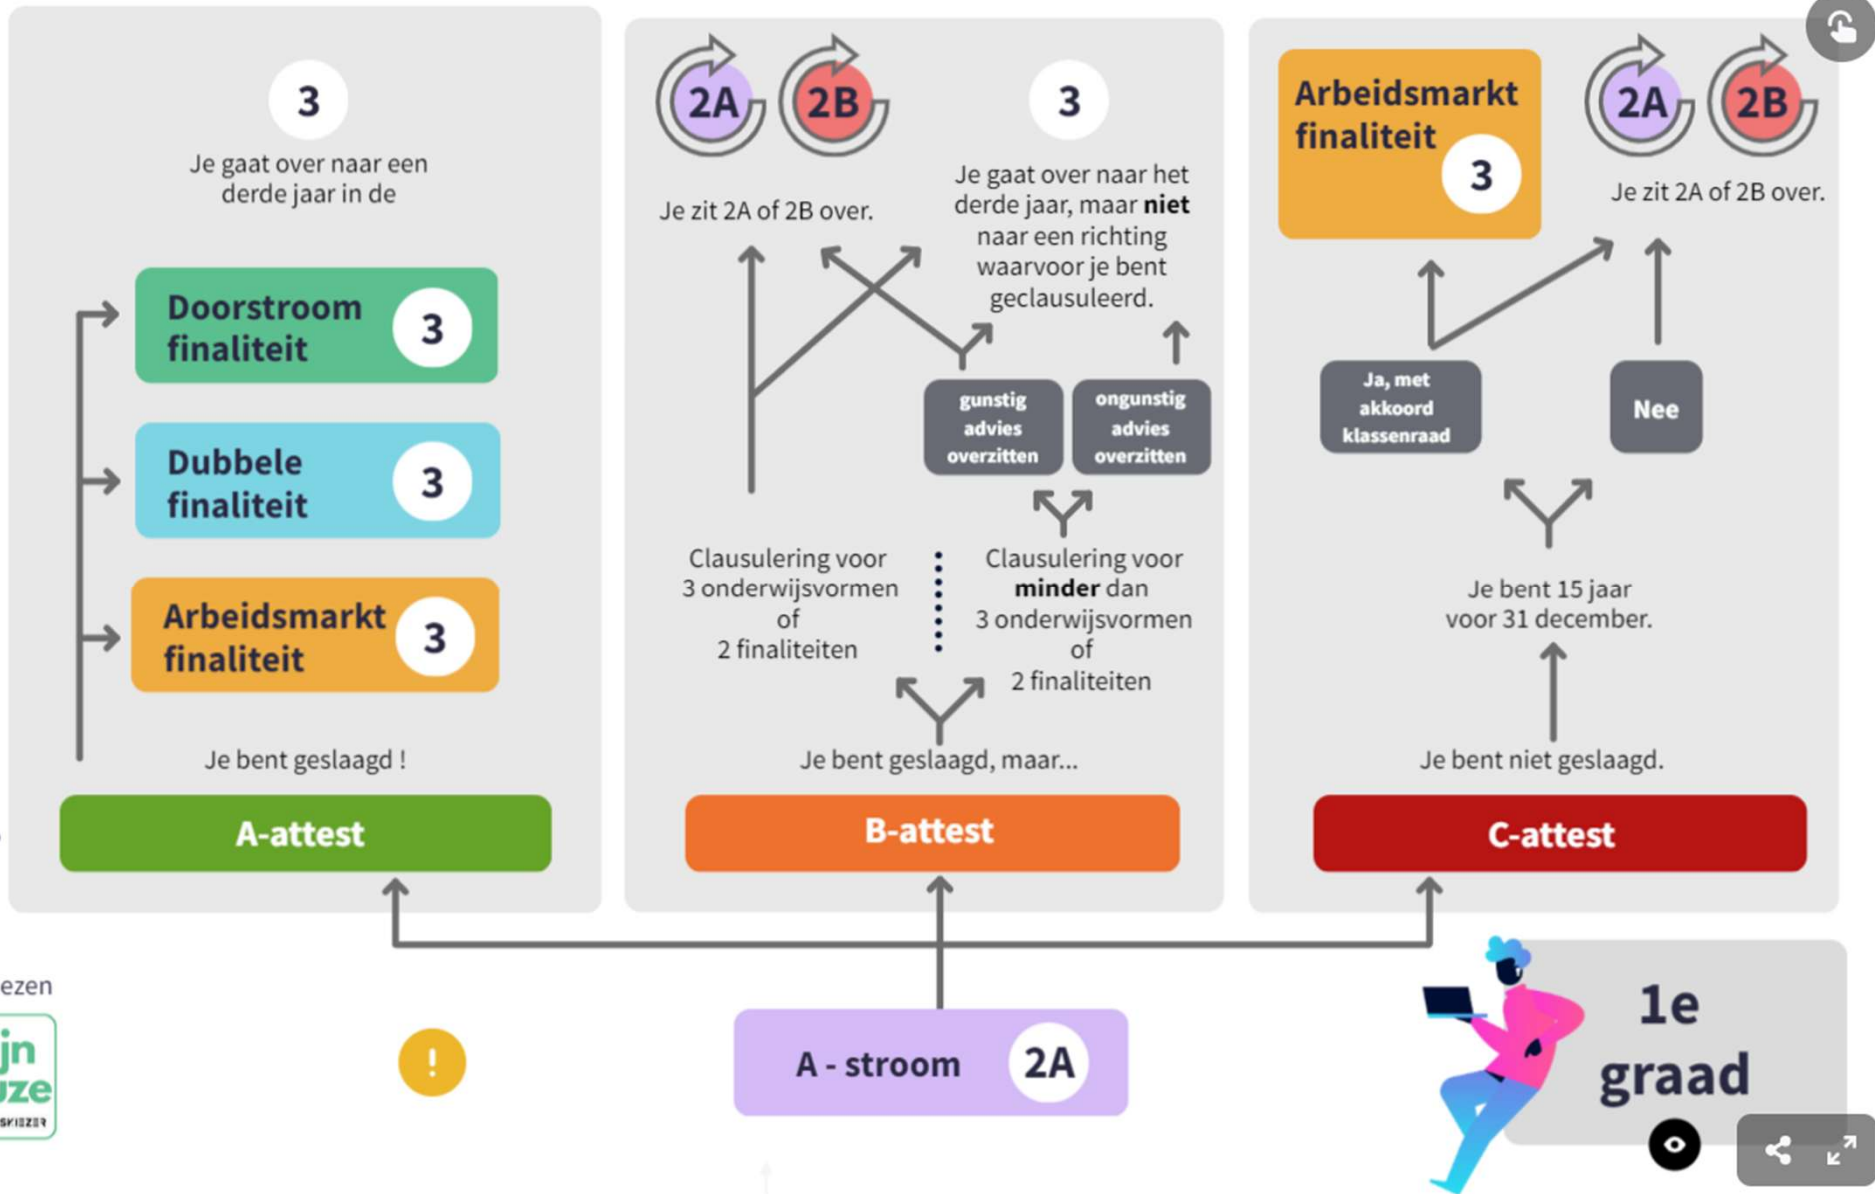 3
Je gaat over naar een
derde jaar in de
Doorstroom
finaliteit
3
Dubbele
finaliteit
3
Arbeidsmarkt
finaliteit
3
Je bent geslaagd !
A-attest
2A
2B
Je zit 2A of 2B over.
3
Je gaat over naar het
derde jaar, maar niet
naar een richting
waarvoor je bent
geclausuleerd.
gunstig
advies
overzitten
ongunstig
advies
overzitten
Clausulering voor
3 onderwijsvormen
of
2 finaliteiten
Clausulering voor
minder dan
3 onderwijsvormen
of
2 finaliteiten
Je bent geslaagd, maar...
B-attest
Arbeidsmarkt
finaliteit
3
2A
2B
Je zit 2A of 2B over.
Ja, met
akkoord
klassenraad
Nee
Je bent 15 jaar
voor 31 december.
Je bent niet geslaagd.
C-attest
ezen
jn
uze
SKIEZER
!
A - stroom
2A
1e
graad